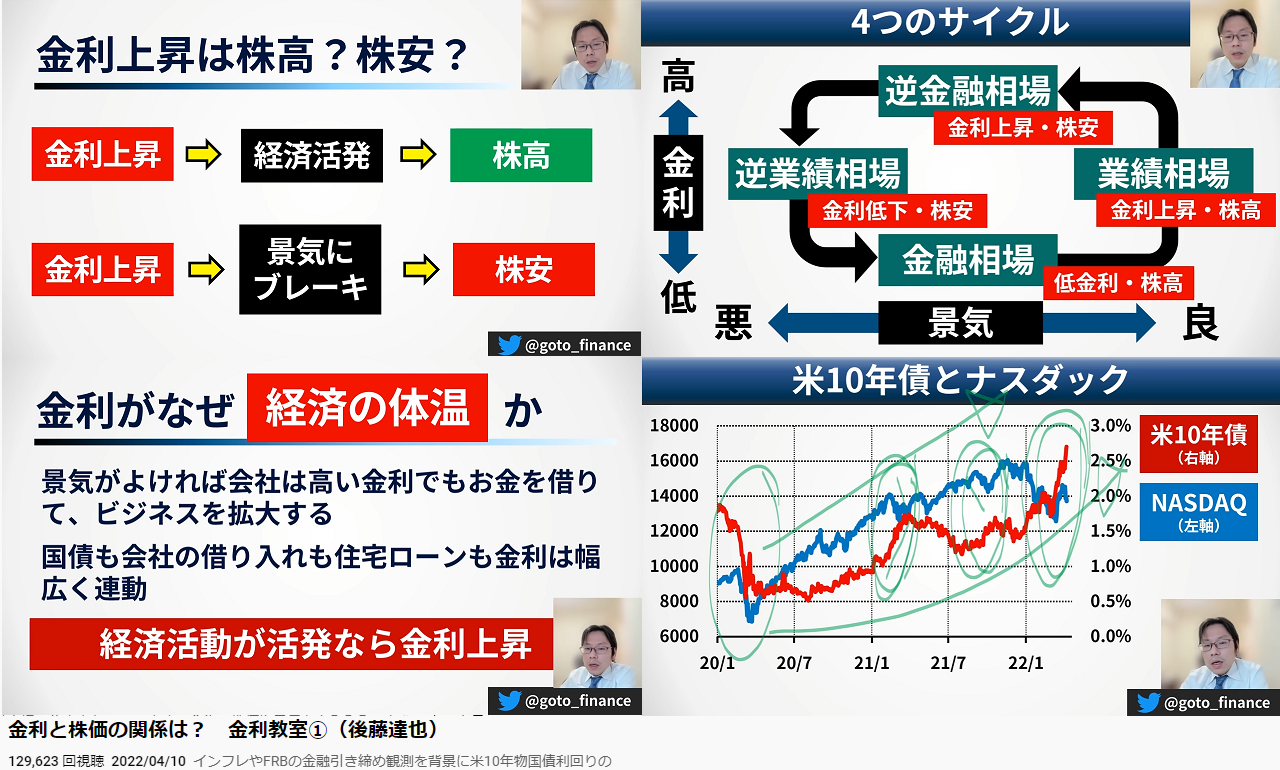 金利上昇は株高？株安？
金利上昇
経済活発
株高
金利上昇
景気に
ブレーキ
株安
@goto_finance
4つのサイクル
高
金
利
低
逆金融相場
金利上昇・株安
逆業績相場
金利低下・株安
業績相場
金利上昇・株高
金融相場
低金利・株高
悪
景気
良
金利がなぜ 経済の体温 か
景気がよければ会社は高い金利でもお金を借り
て、ビジネスを拡大する
国債も会社の借り入れも住宅ローンも金利は幅
広く連動
経済活動が活発なら金利上昇
@goto_finance
米10年債とナスダック
18000
16000
14000
12000
10000
8000
6000
3.0%
2.5%
2.0%
1.5%
1.0%
0.5%
0.0%
20/1
20/7
21/1
21/7
22/1
米10年債
（右軸）
NASDAQ
（左軸）
@goto_finance
金利と株価の関係は？　金利教室①（後藤達也）
129,623 回視聴 2022/04/10 インフレやFRBの金融引き締め観測を背景に米10年物国債利回りの